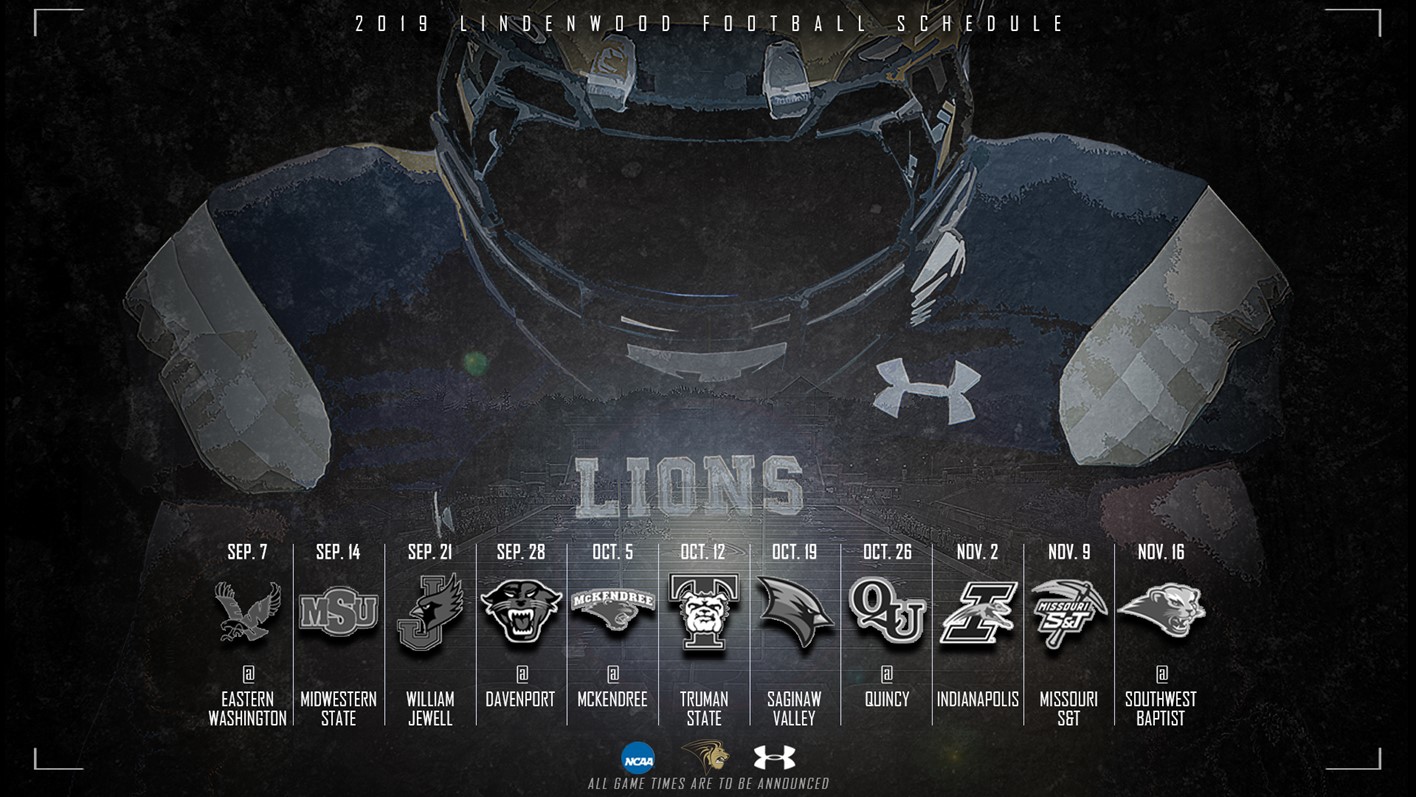 2019 LINDENWOOD FOOTBALL SCHEDULE
LIONS
SEP. 7
@
EASTERN
WASHINGTON
SEP. 14
MSU
MIDWESTERN
STATE
SEP. 21
J
WILLIAM
JEWELL
SEP. 28
@
DAVENPORT
OCT. 5
MCKENDREE
@
MCKENDREE
OCT. 12
T
TRUMAN
STATE
OCT. 19
SAGINAW
VALLEY
OCT. 26
QU
@
QUINCY
NOV. 2
I
INDIANAPOLIS
NOV. 9
MISSOURI
S&T
MISSOURI
S&T
NOV. 16
@
SOUTHWEST
BAPTIST
NCAA
ALL GAME TIMES ARE TO BE ANNOUNCED